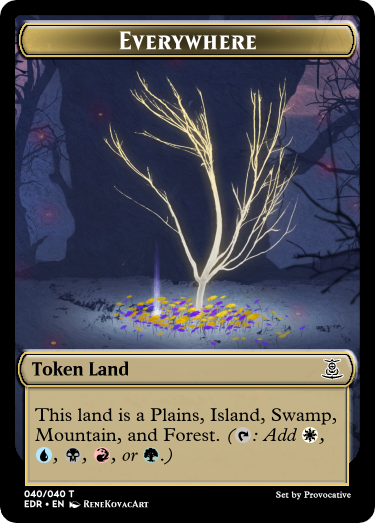 EVERYWHERE
Token Land
This land is a Plains, Island, Swamp,
Mountain, and Forest. (: Add ,
, , , or .)
040/040 T
EDR • EN RENEKOVACART
Set by Provocative